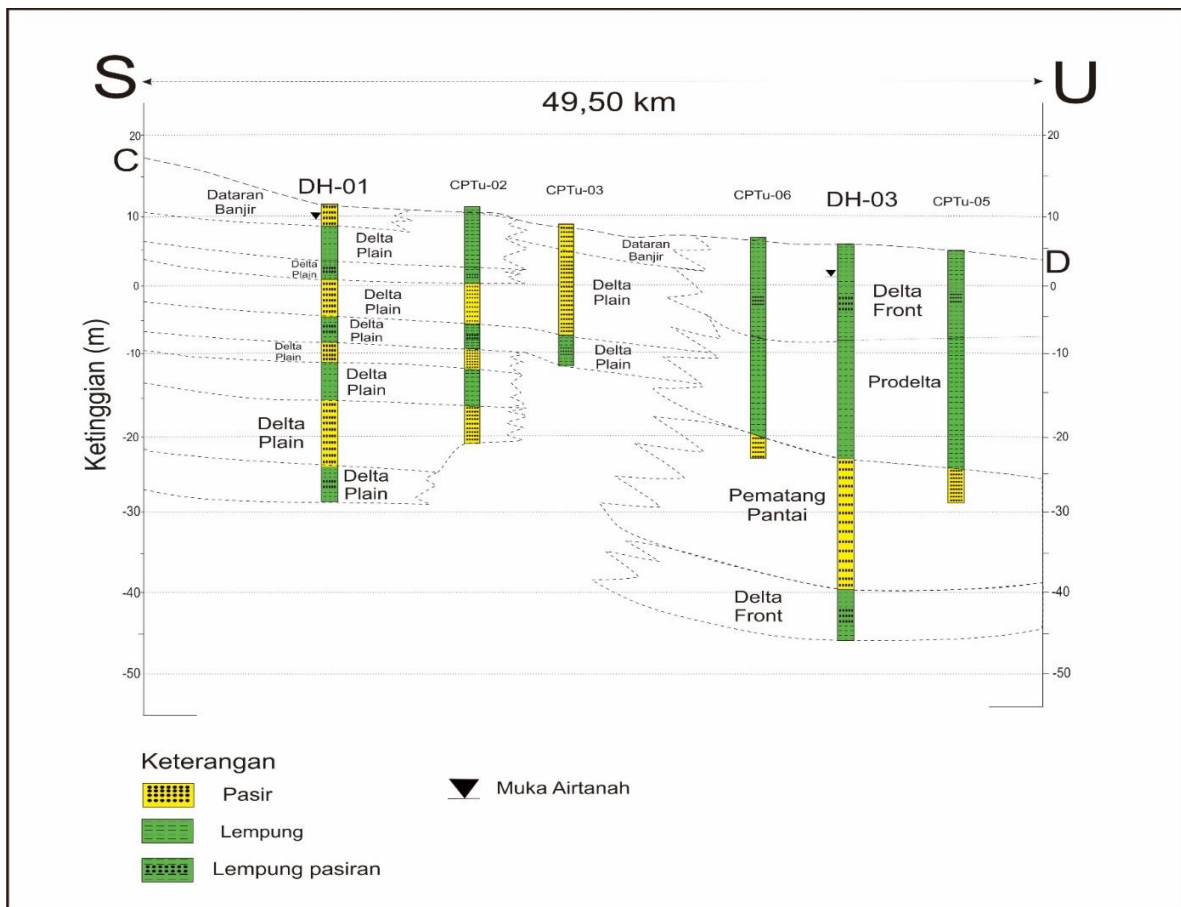 S
U
49,50 km
20
20
C
DH-01
CPTu-02
CPTu-03
CPTu-06
DH-03
CPTu-05
Dataran
Banjir
10
10
Delta
Plain
Dataran
Banjir
D
Delta
Plain
0
0
Delta
Plain
Delta
Plain
Delta
Front
Delta
Plain
Delta
Plain
-10
-10
Delta
Plain
Delta
Plain
Prodelta
Ketinggian (m)
-20
-20
Delta
Plain
Delta
Plain
-30
-30
Pematang
Pantai
-40
-40
Delta
Front
-50
-50
Keterangan
Pasir
Muka Airtanah
Lempung
Lempung pasiran